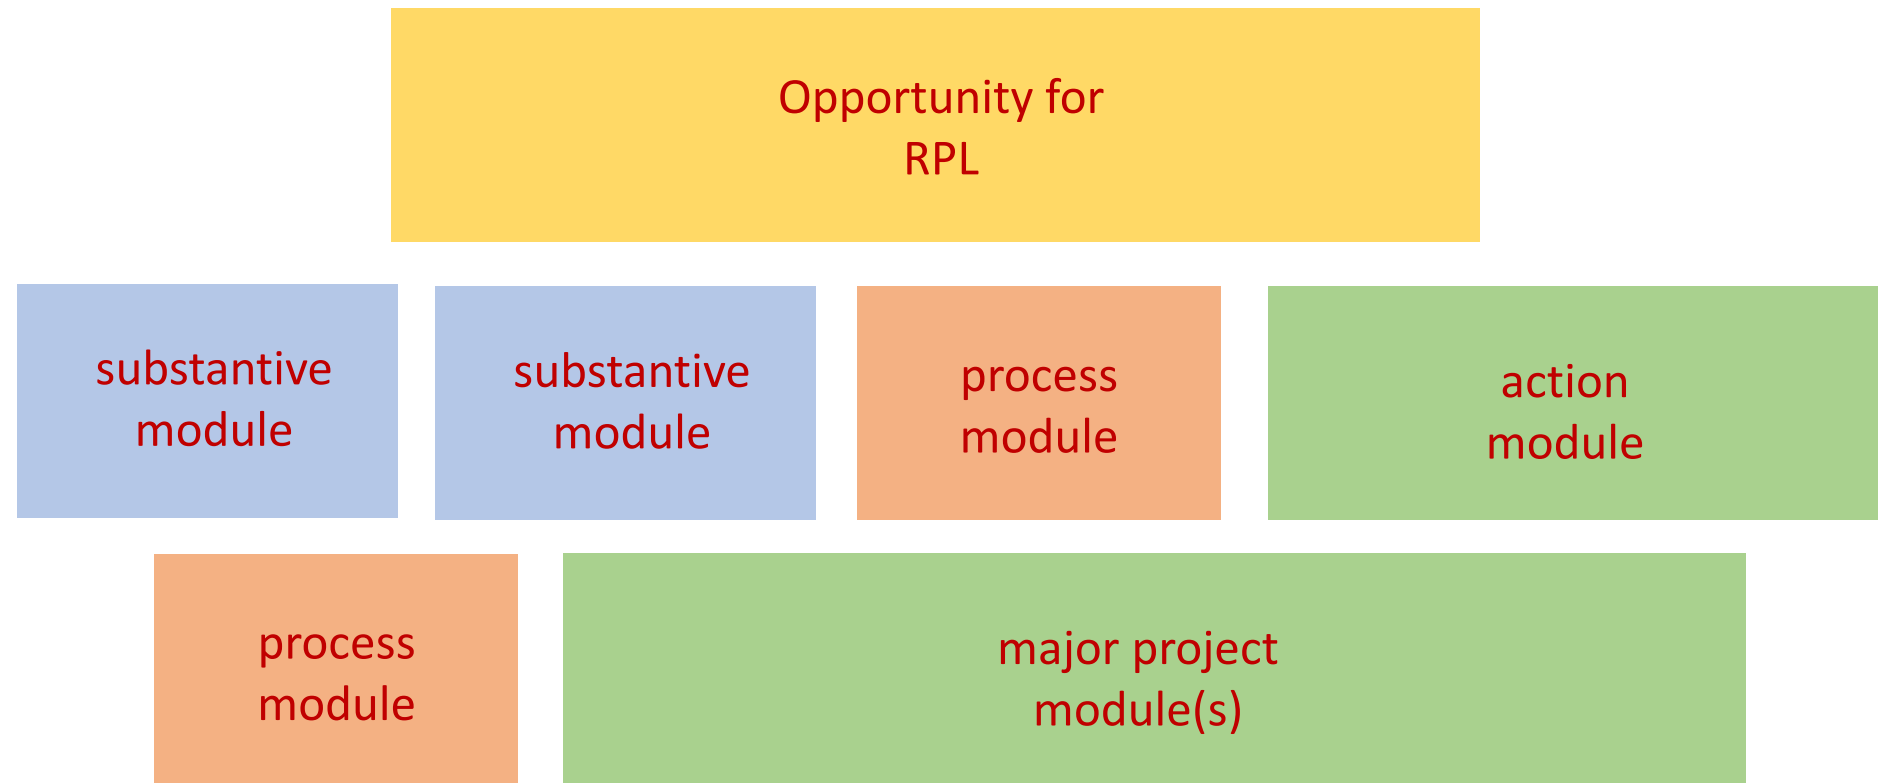 Opportunity for
RPL
substantive
module
substantive
module
process
module
action
module
process
module
major project
module(s)